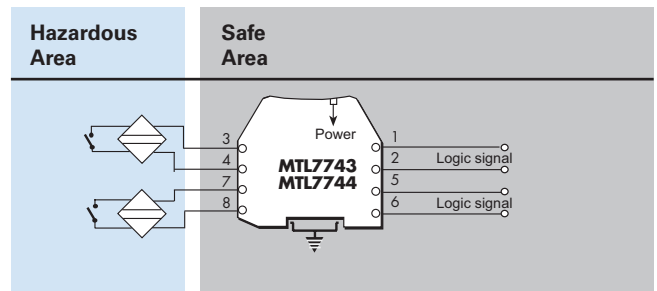 Hazardous
Area
Safe
Area
Power
3
4
7
8
MTL7743
MTL7744
1
2
5
6
Logic signal
Logic signal